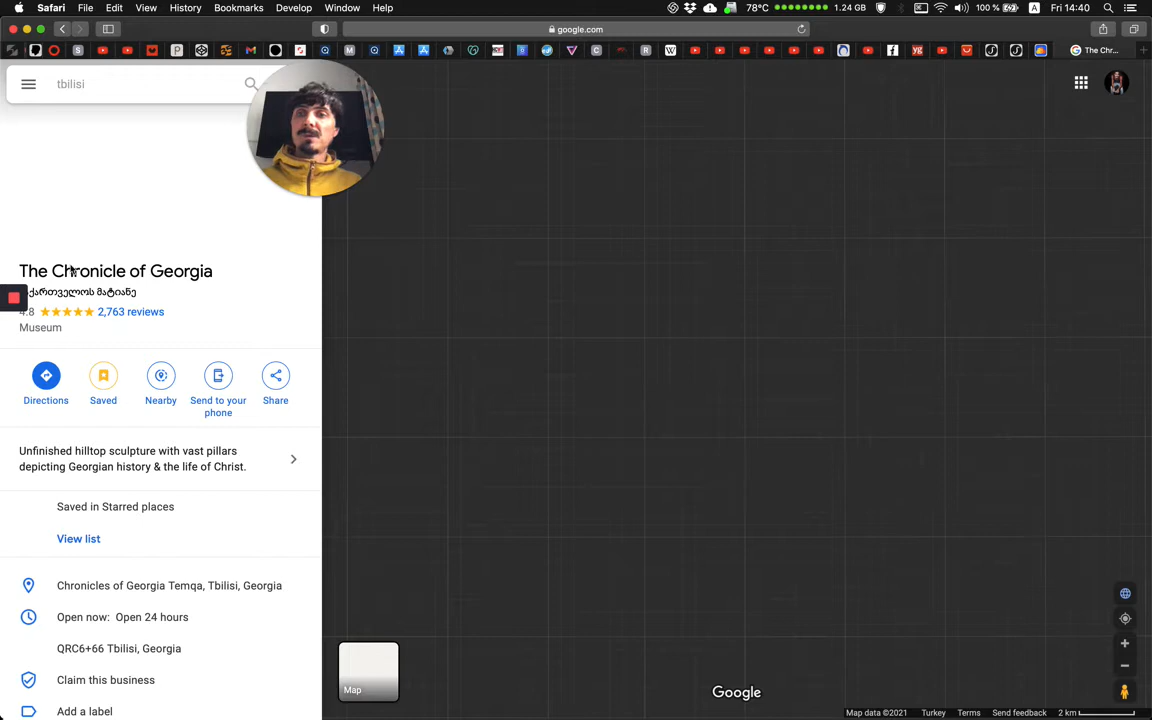 Safari File Edit View History Bookmarks Develop Window Help
78°C 1.24 GB 100 % A Fri 14:40
google.com
The Chr...
tbilisi
The Chronicle of Georgia
მატიანე
4.8 2,763 reviews
Museum
Directions
Saved
Nearby
Send to your phone
Share
Unfinished hilltop sculpture with vast pillars
depicting Georgian history & the life of Christ.
Saved in Starred places
View list
Chronicles of Georgia Temqa, Tbilisi, Georgia
Open now: Open 24 hours
QRC6+66 Tbilisi, Georgia
Claim this business
Add a label
Map
Google
Map data ©2021 Turkey Terms Send feedback 2 km